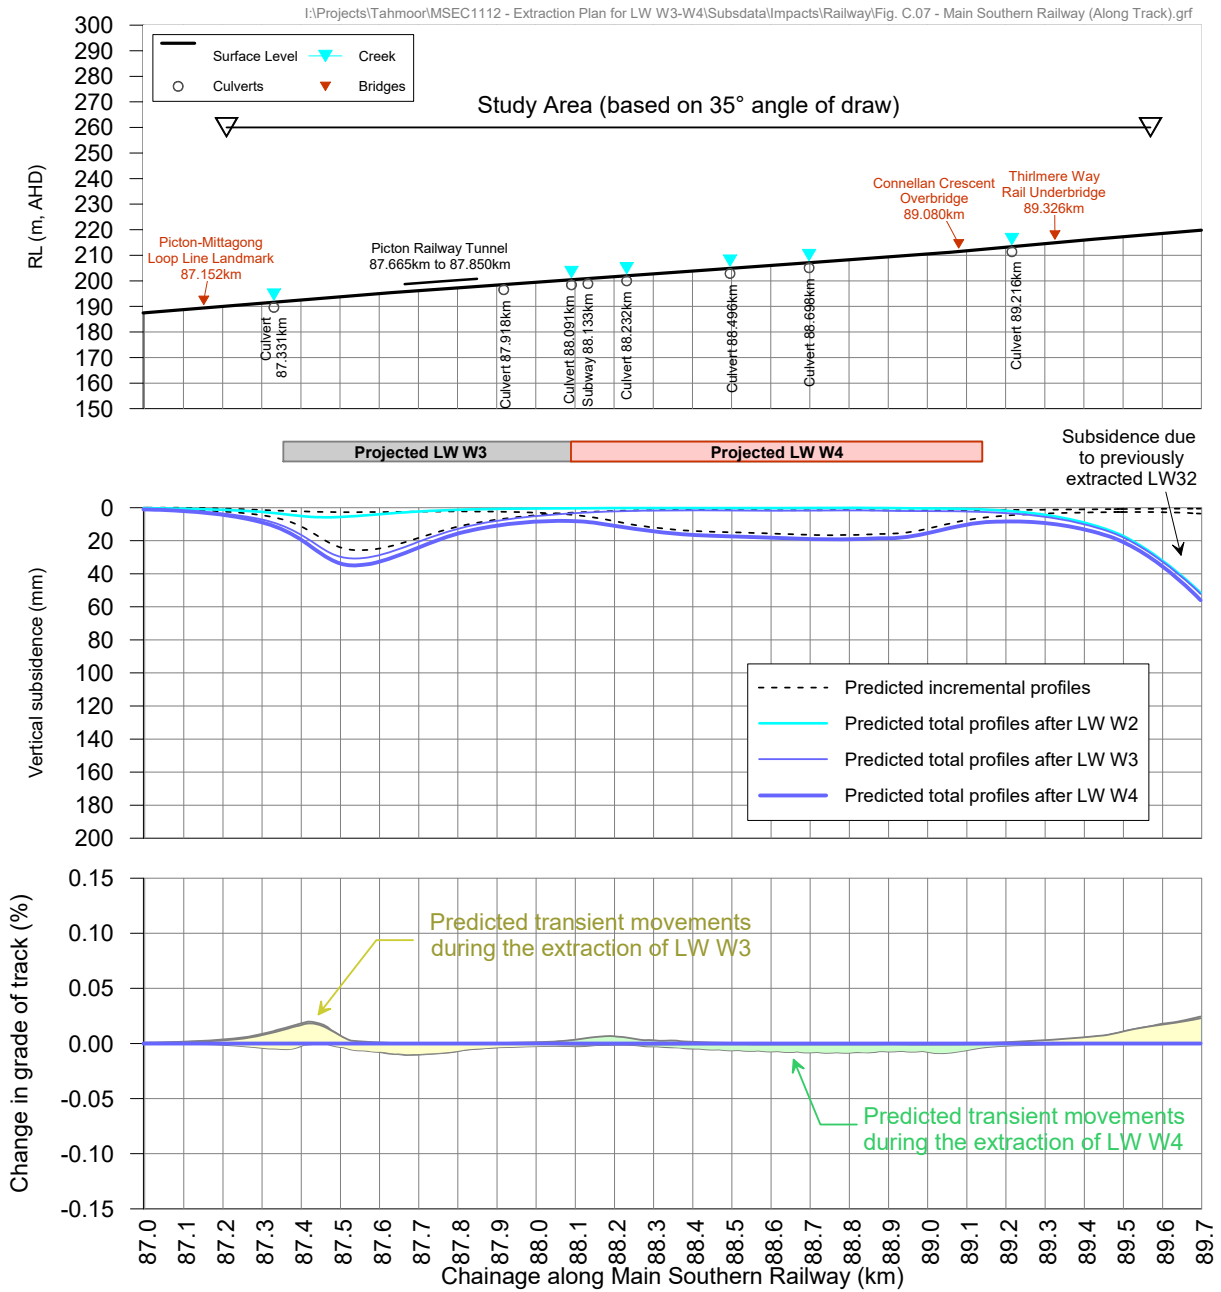 I:\Projects\Tahmoor\MSEC1112 - Extraction Plan for LW W3-W4\Subsdata\Impacts\Railway\Fig. C.07 - Main Southern Railway (Along Track).grf
300
290
280
270
260
250
240
230
220
210
200
190
180
170
160
150
RL (m, AHD)
Surface Level
Creek
Culverts
Bridges
Study Area (based on 35° angle of draw)
Picton-Mittagong
Loop Line Landmark
87.152km
Picton Railway Tunnel
87.665km to 87.850km
Connellan Crescent
Overbridge
89.080km
Thirlmere Way
Rail Underbridge
89.326km
Culvert
87.331km
Culvert 87.918km
Culvert 88.091km
Subway 88.133km
Culvert 88.232km
Culvert 88.496km
Culvert 88.698km
Culvert 89.216km
Projected LW W3
Projected LW W4
Subsidence due
to previously
extracted LW32
0
20
40
60
80
100
120
140
160
180
200
Vertical subsidence (mm)
Predicted incremental profiles
Predicted total profiles after LW W2
Predicted total profiles after LW W3
Predicted total profiles after LW W4
0.15
0.10
0.05
0.00
-0.05
-0.10
-0.15
Change in grade of track (%)
Predicted transient movements
during the extraction of LW W3
Predicted transient movements
during the extraction of LW W4
87.0
87.1
87.2
87.3
87.4
87.5
87.6
87.7
87.8
87.9
88.0
88.1
88.2
88.3
88.4
88.5
88.6
88.7
88.8
88.9
89.0
89.1
89.2
89.3
89.4
89.5
89.6
89.7
Chainage along Main Southern Railway (km)